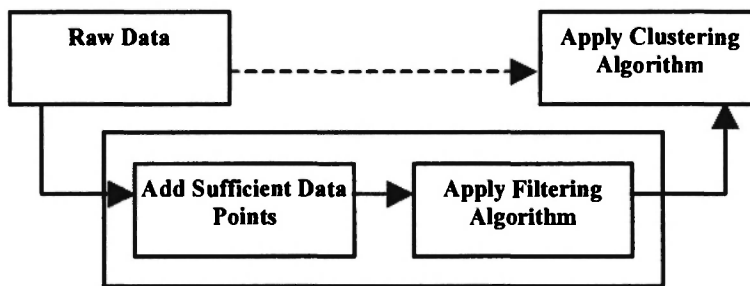 Raw Data
Apply Clustering
Algorithm
Add Sufficient Data
Points
Apply Filtering
Algorithm